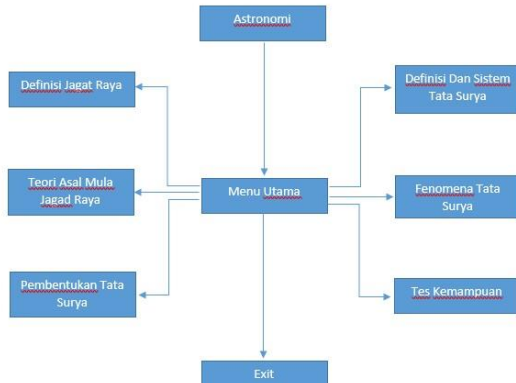 Astronomi
Definisi Jagat Raya
Definisi Dan Sistem
Tata Surya
Teori Asal Mula
Jagad Raya
Menu Utama
Fenomena Tata
Surya
Pembentukan Tata
Surya
Tes Kemampuan
Exit